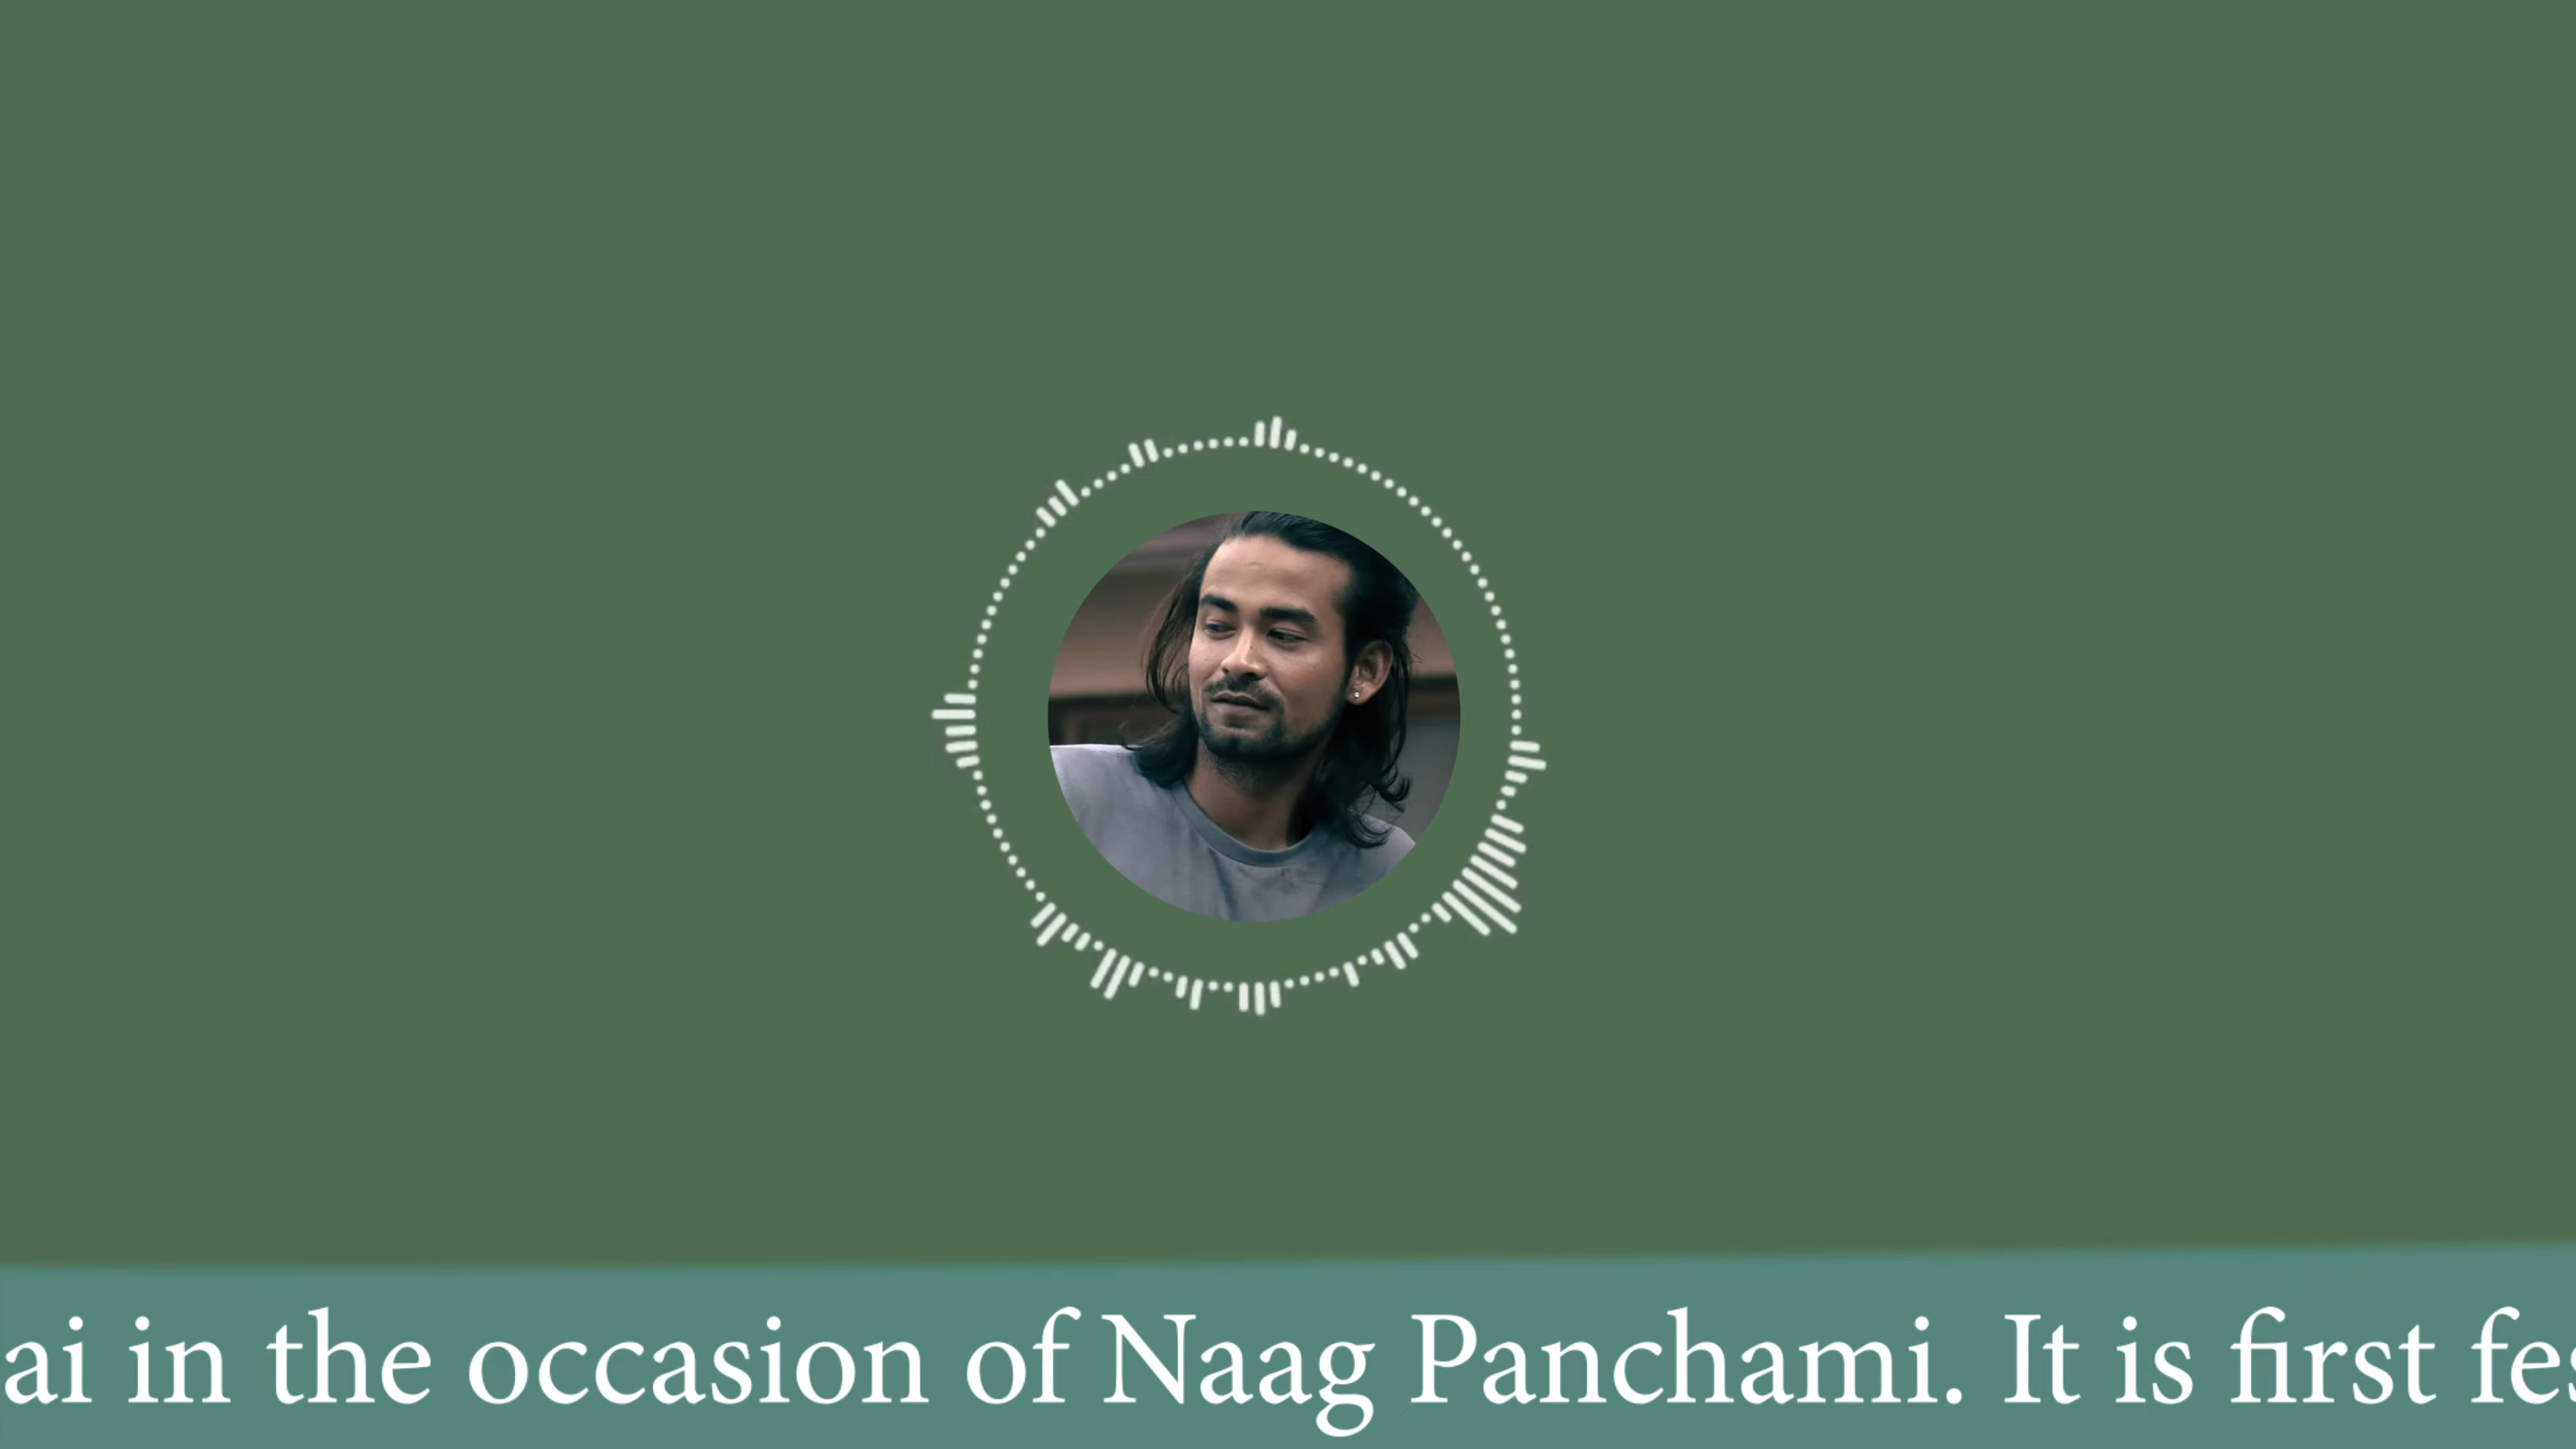 ai in the occasion of Naag Panchami. It is first fes